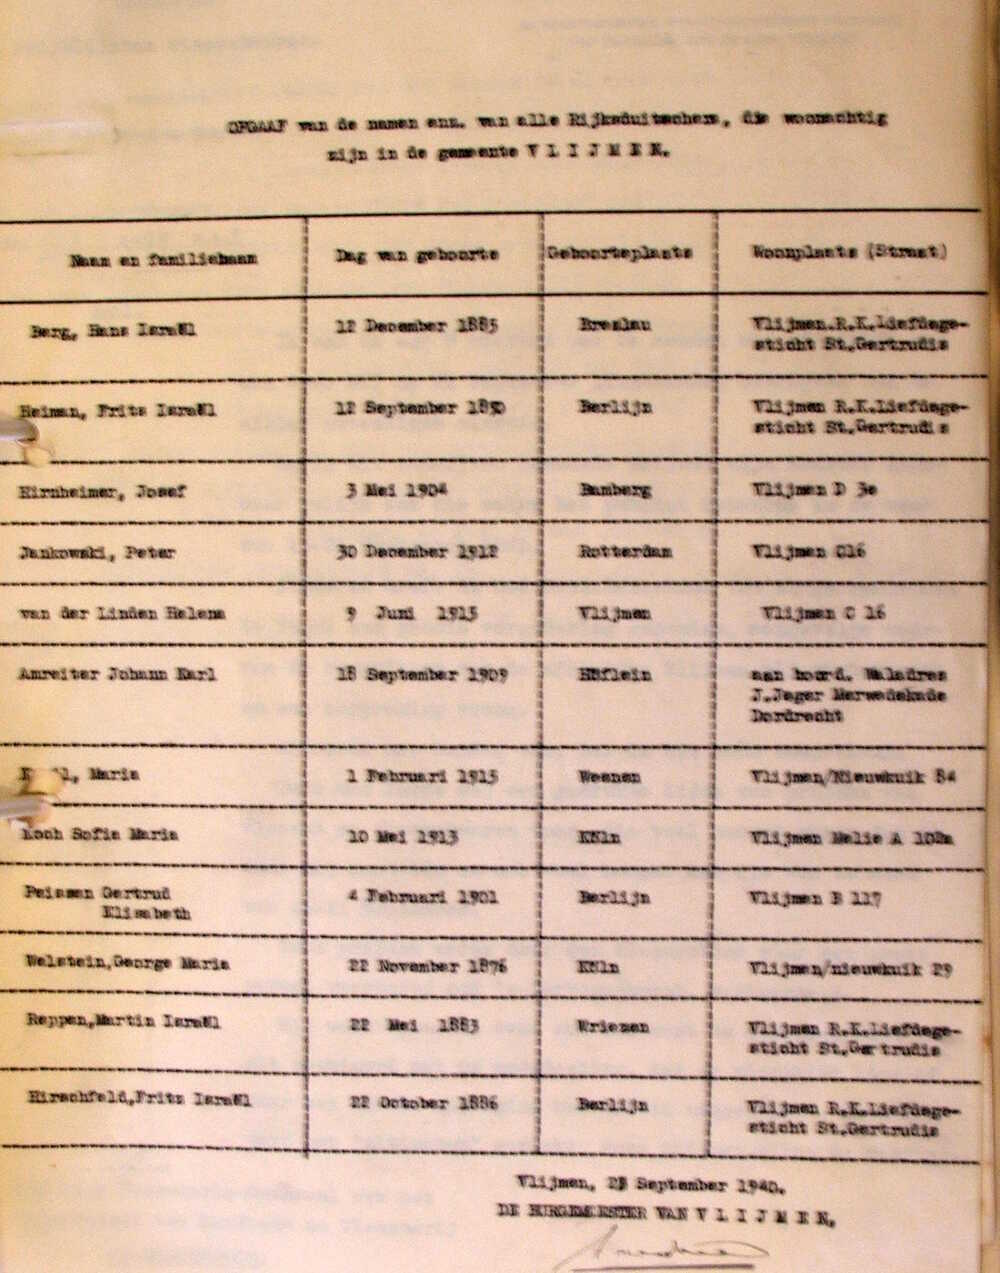 OPGAAF van de namen enz. van alle Rijksduitschers, die woonachtig
zijn in de gemeente V L I J M E N.
Naam en familienaam Dag van geboorte Geboorteplaats Woonplaats (Straat)
Berg, Hans Israël 12 December 1885 Breslau Vlijmen.R.K.Liefdege-
sticht St.Gertrudis
Heiman, Frits Israël 12 September 1890 Berlijn Vlijmen R.K.Liefdege-
sticht St.Gertrudis
Hirnheimer, Josef 3 Mei 1904 Bamberg Vlijmen D 3e
Jankowski, Peter 30 December 1912 Rotterdam Vlijmen C16
van der Linden Helena 9 Juni 1915 Vlijmen Vlijmen C 16
Amreiter Johann Karl 18 September 1909 Höflein aan boord. Waladres
J.Jager Merwedekade
Dordrecht
Maria 1 Februari 1915 Weenen Vlijmen/Nieuwkuik 84
Koch Sofie Maria 10 Mei 1913 Köln Vlijmen Melie A 102a
Peisman Gertrud 4 Februari 1901 Berlijn Vlijmen B 117
Elisabeth
Welstein,George Maria 22 November 1876 Köln Vlijmen/nieuwkuik 29
Reppen,Martin Israël 22 Mei 1883 Wriezen Vlijmen R.K.Liefdege-
sticht St.Gertrudis
Hirschfeld,Fritz Israël 22 October 1886 Berlijn Vlijmen R.K.Liefdege-
sticht St.Gertrudis
Vlijmen, September 1940.
DE BURGEMEESTER VAN V L I J M E N,